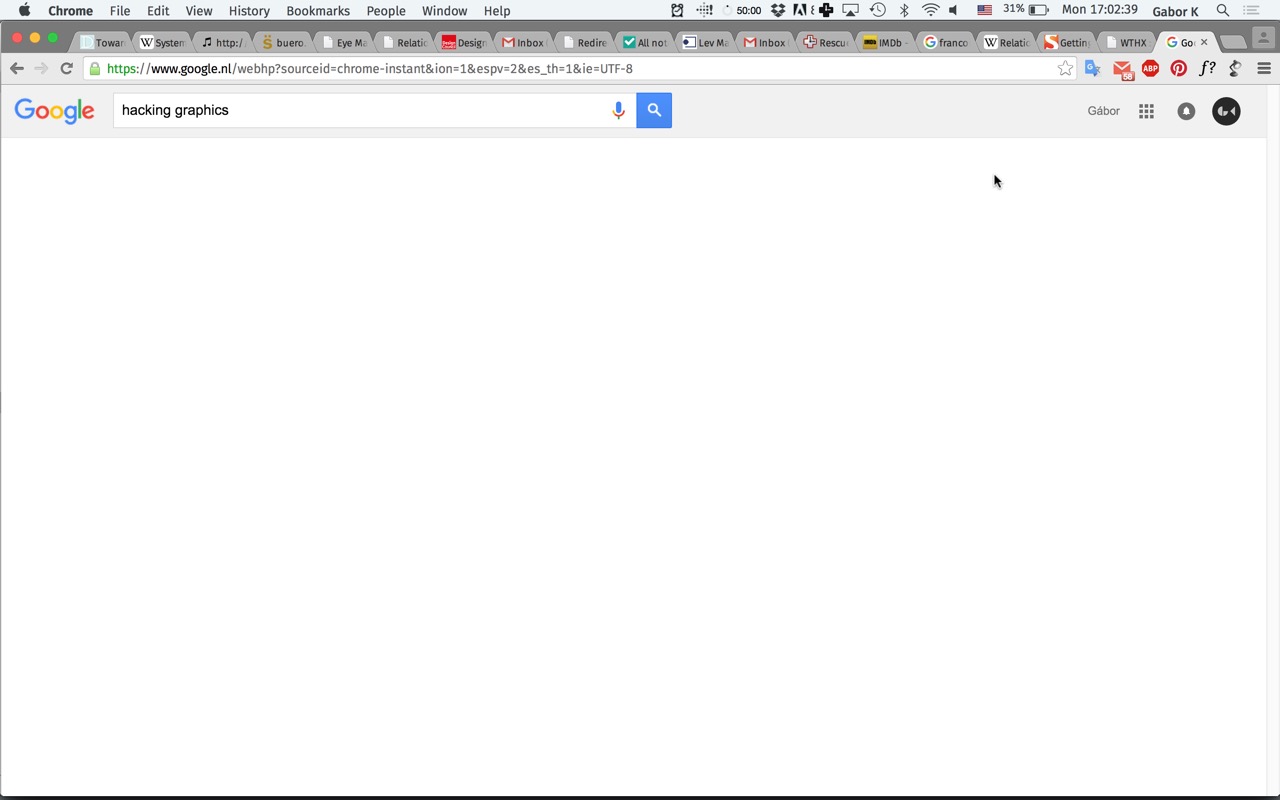 Chrome File Edit View History Bookmarks People Window Help 50:00 31% Mon 17:02:39 Gabor K
Towar System http:/ buero. Eye Ma Relatio Design Inbox Redire All not Lev Ma Inbox Rescu IMDb - franco Relatio Getting WTHX Go
https://www.google.nl/webhp?sourceid=chrome-instant&ion=1&espv=2&es_th=1&ie=UTF-8 58 ABP f?
Google hacking graphics Gábor